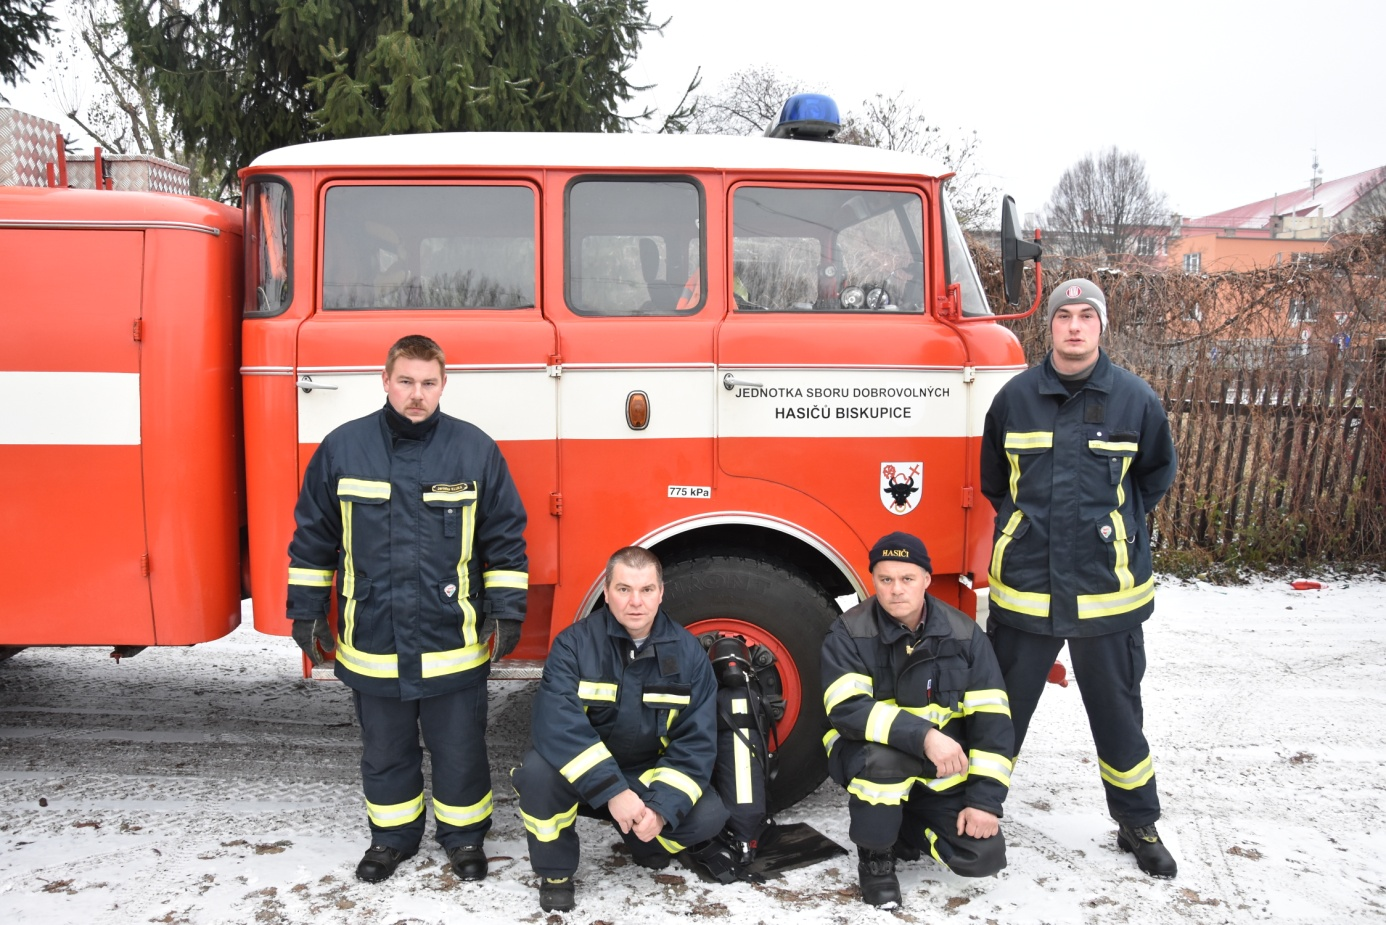 JEDNOTKA SBORU DOBROVOLNÝCH
HASIČŮ BISKUPICE
775 kPa
HASIČI